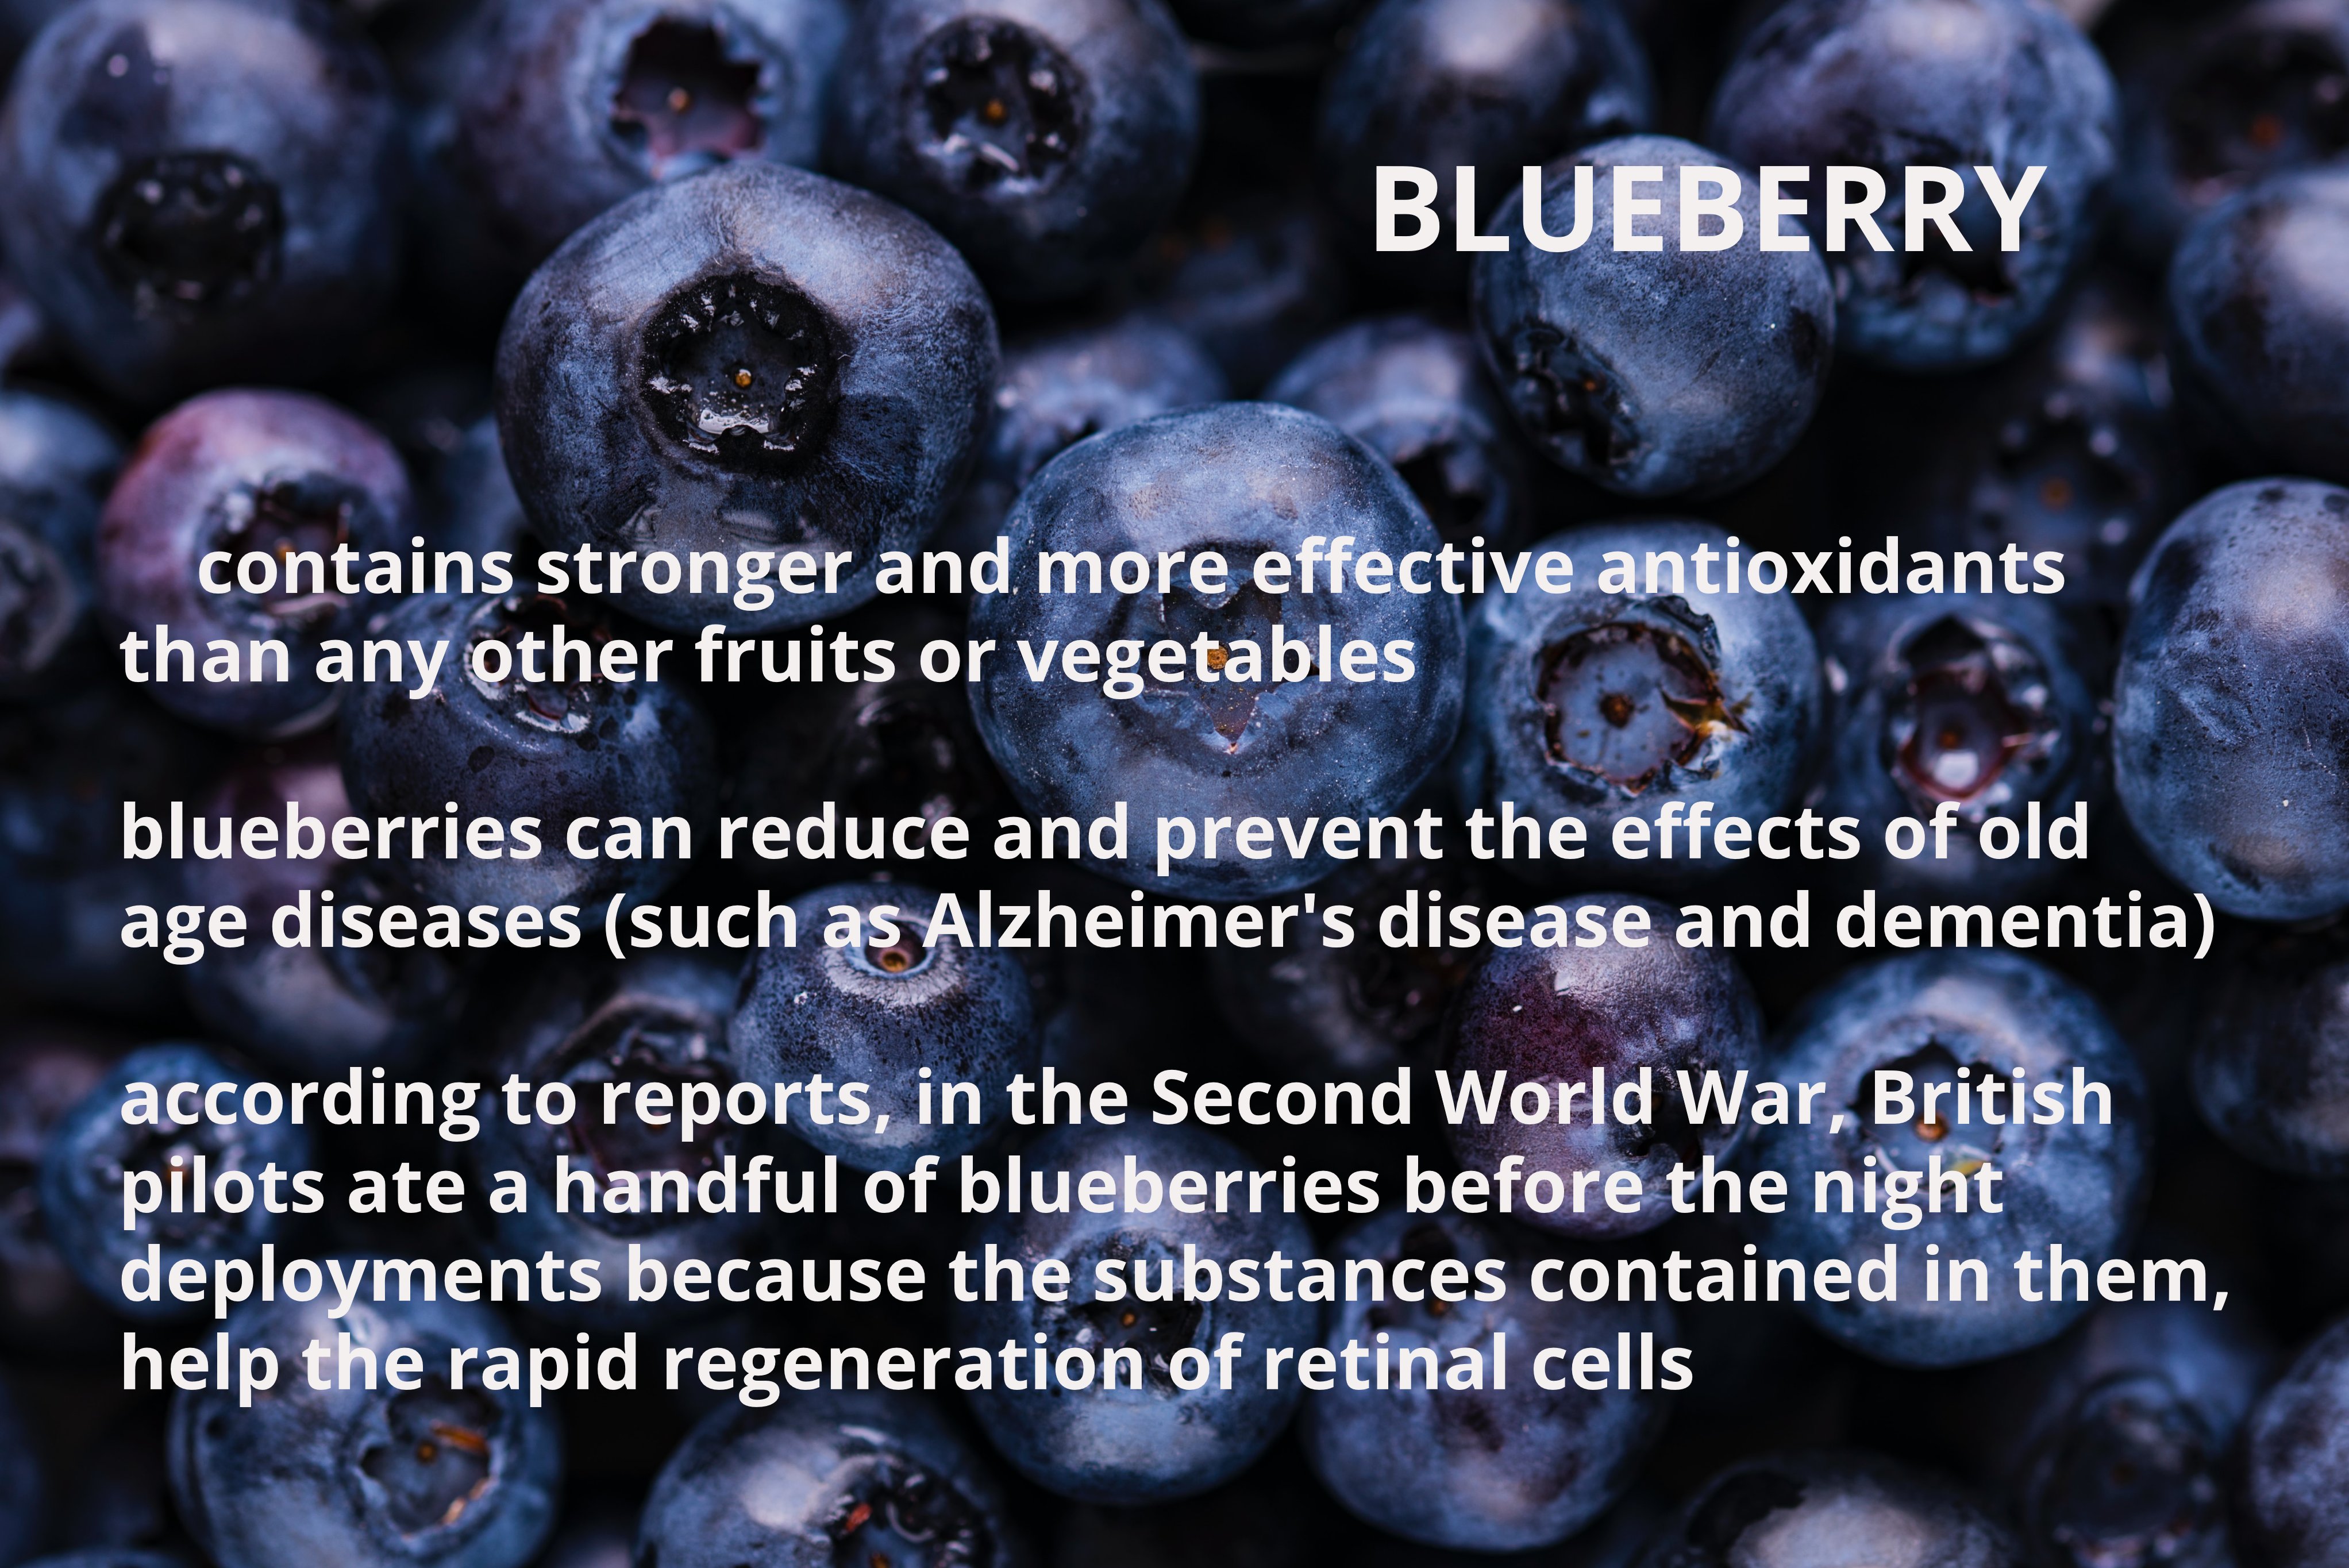 BLUEBERRY
contains stronger and more effective antioxidants
than any other fruits or vegetables
blueberries can reduce and prevent the effects of old
age diseases (such as Alzheimer's disease and dementia)
according to reports, in the Second World War, British
pilots ate a handful of blueberries before the night
deployments because the substances contained in them,
help the rapid regeneration of retinal cells